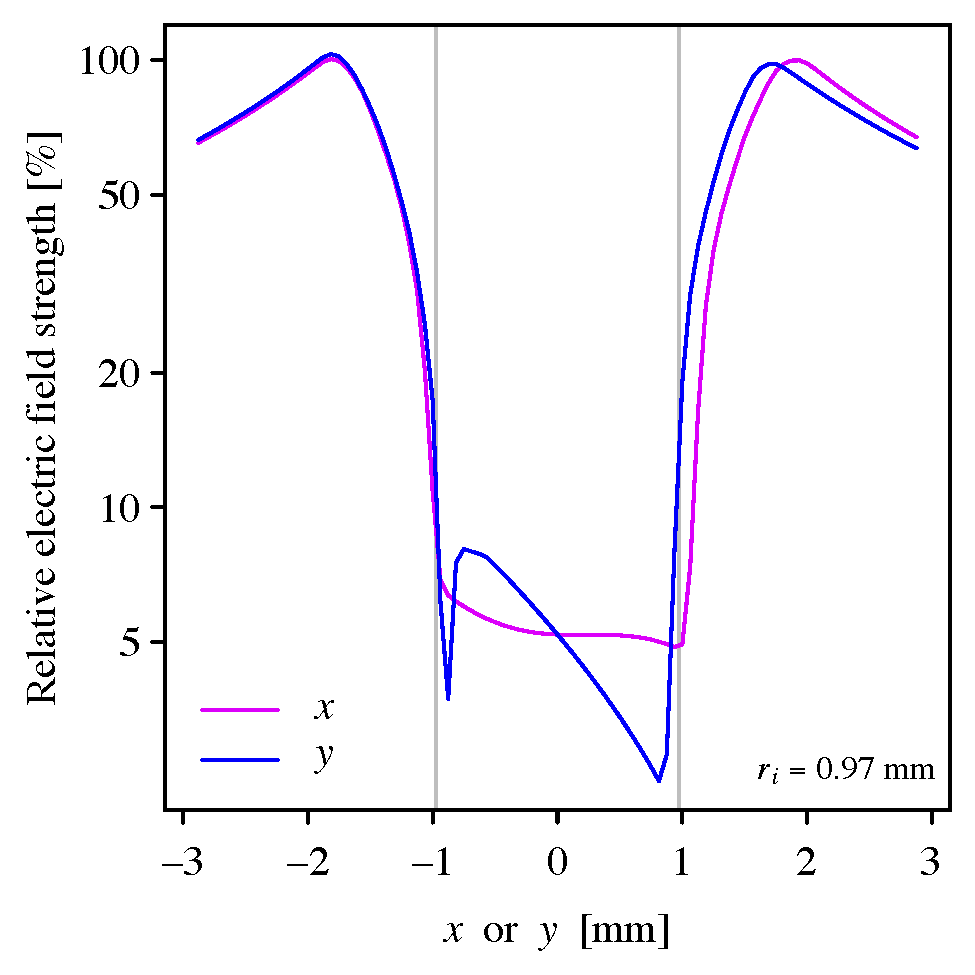 Relative electric field strength [%]
100
50
20
10
5
x
y
r_i = 0.97 mm
–3 –2 –1 0 1 2 3
x or y [mm]